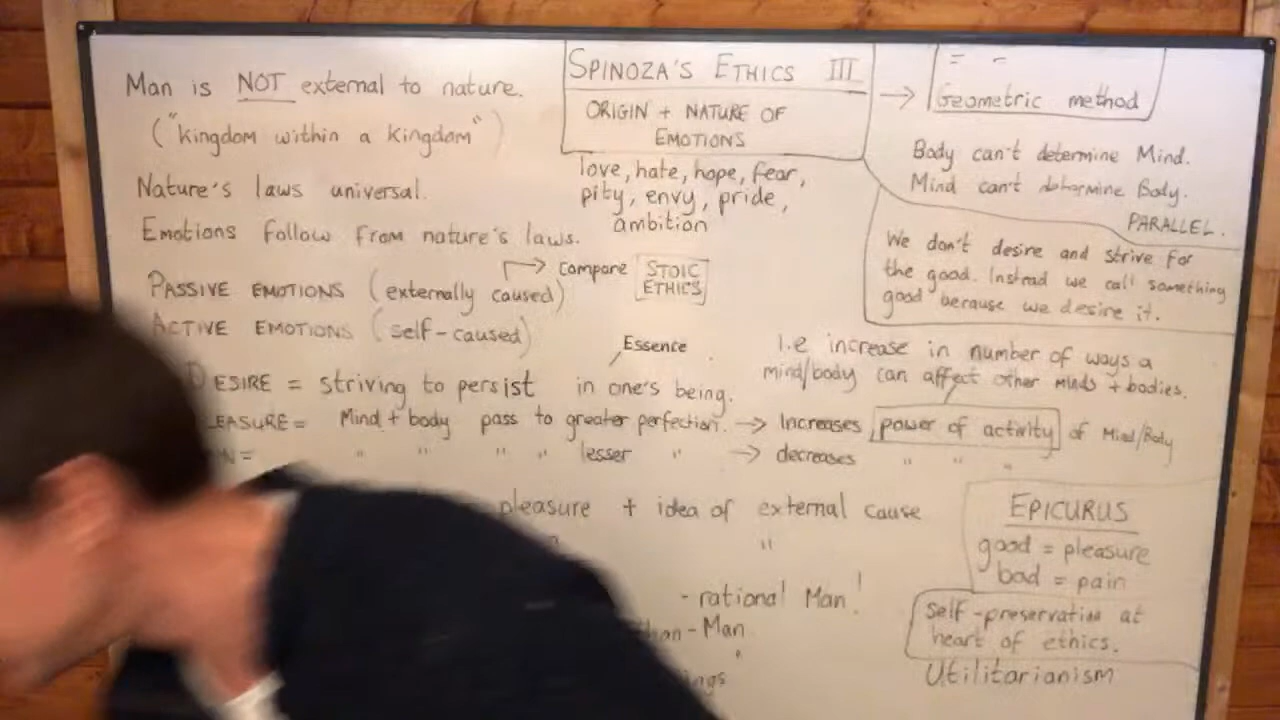 Man is NOT external to nature.
("kingdom within a kingdom")
Nature's laws universal.
Emotions follow from nature's laws.
PASSIVE EMOTIONS (externally caused)
→ compare STOIC ETHICS
ACTIVE EMOTIONS (self-caused)
SPINOZA'S ETHICS III
ORIGIN + NATURE OF
EMOTIONS
love, hate, hope, fear,
pity, envy, pride,
ambition
→ Geometric method
Body can't determine Mind.
Mind can't determine Body.
PARALLEL.
We don't desire and strive for
the good. Instead we call something
good because we desire it.
Essence
DESIRE = striving to persist in one's being.
i.e increase in number of ways a
mind/body can affect other minds + bodies.
LEASURE = Mind + body pass to greater perfection. → Increases power of activity of Mind/Body
N = " " " " lesser " → decreases " " "
pleasure + idea of external cause
"
- rational Man!
than - Man
ngs
EPICURUS
good = pleasure
bad = pain
Self-preservation at
heart of ethics.
Utilitarianism